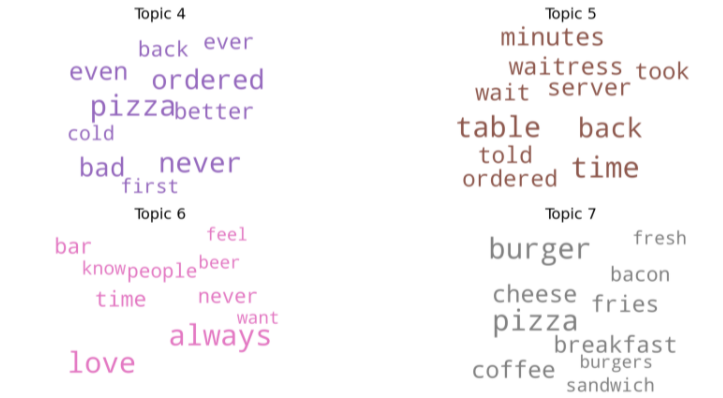 Topic 4
back ever
even ordered
pizza better
cold
bad never
first
Topic 5
minutes
waitress took
wait server
table back
told time
ordered
Topic 6
feel
bar
know people beer
time never
want
always
love
Topic 7
fresh
burger
bacon
cheese fries
pizza
breakfast
coffee burgers
sandwich